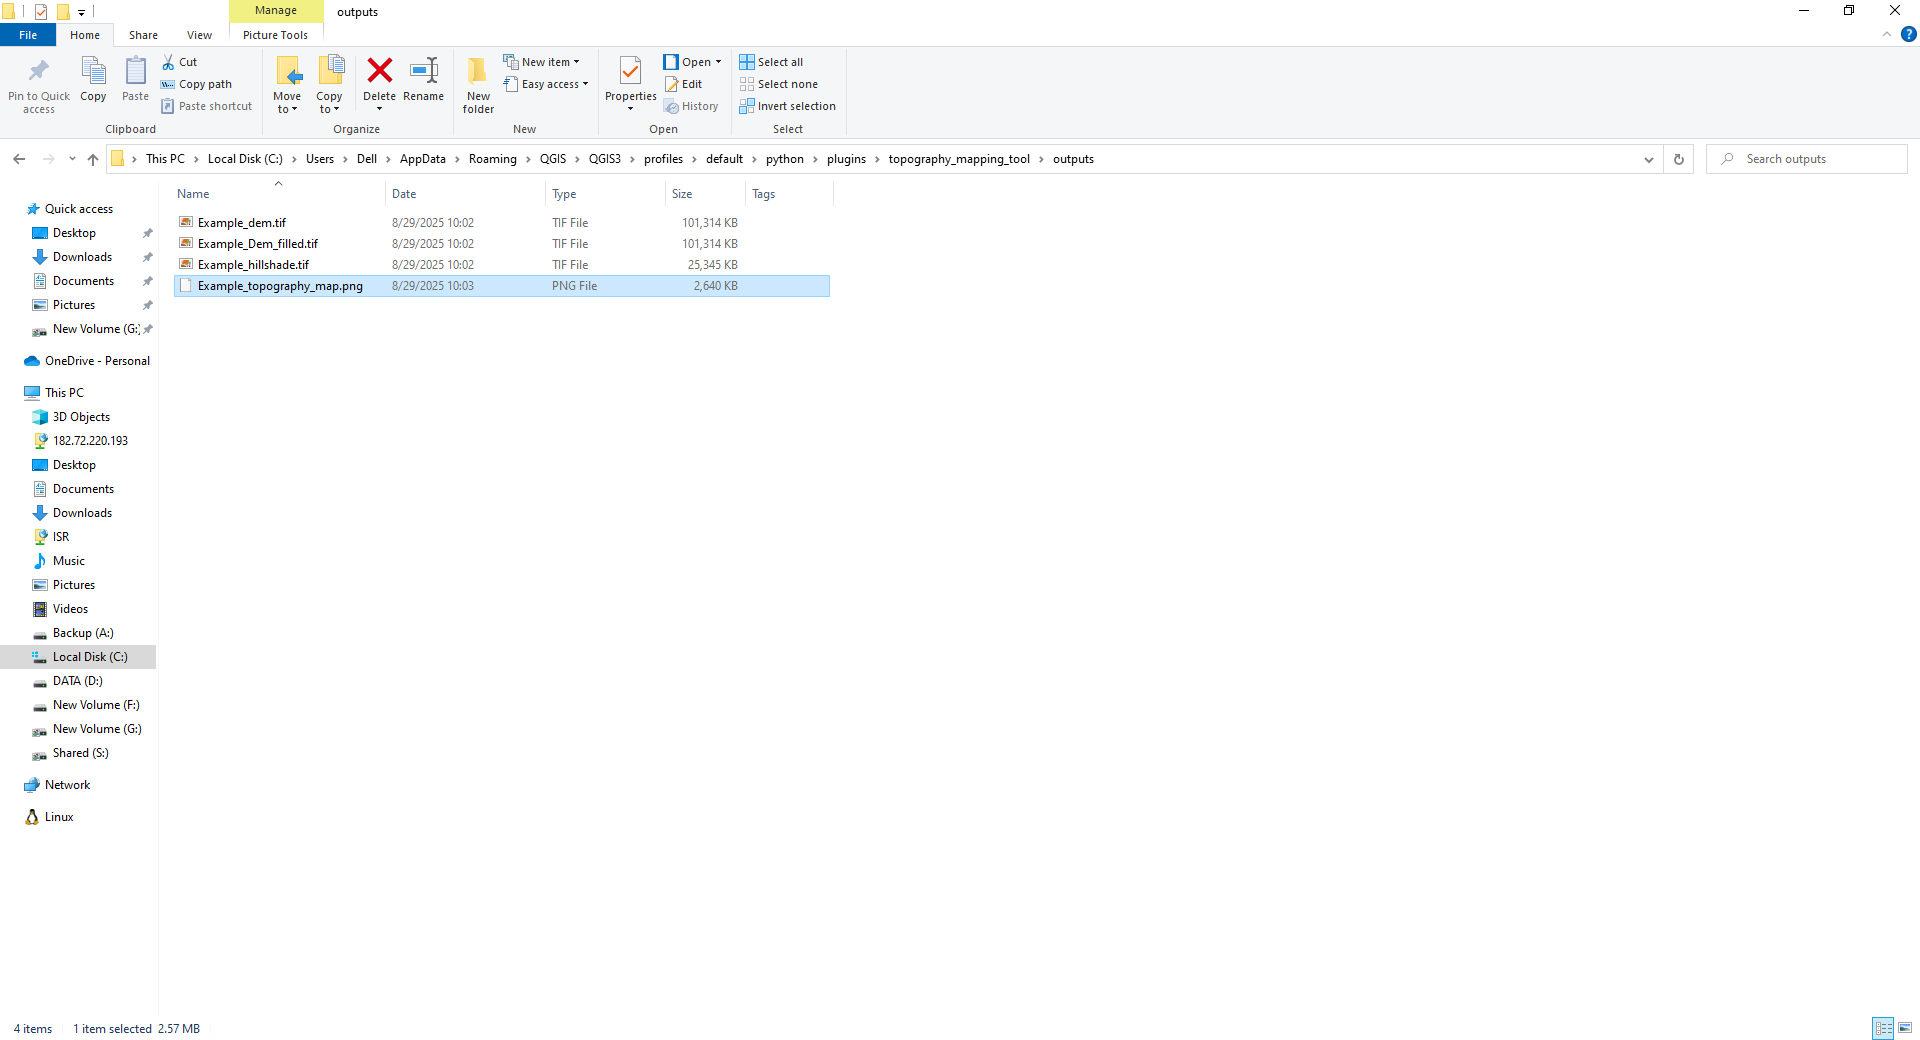 Manage
outputs
File
Home
Share
View
Picture Tools
Pin to Quick access
Copy
Paste
Cut
Copy path
Paste shortcut
Clipboard
Move to
Copy to
Delete
Rename
Organize
New folder
New item
Easy access
New
Properties
Open
Edit
History
Open
Select all
Select none
Invert selection
Select
This PC > Local Disk (C:) > Users > Dell > AppData > Roaming > QGIS > QGIS3 > profiles > default > python > plugins > topography_mapping_tool > outputs
Search outputs
Name Date Type Size Tags
Example_dem.tif 8/29/2025 10:02 TIF File 101,314 KB
Example_Dem_filled.tif 8/29/2025 10:02 TIF File 101,314 KB
Example_hillshade.tif 8/29/2025 10:02 TIF File 25,345 KB
Example_topography_map.png 8/29/2025 10:03 PNG File 2,640 KB
Quick access
Desktop
Downloads
Documents
Pictures
New Volume (G:)
OneDrive - Personal
This PC
3D Objects
182.72.220.193
Desktop
Documents
Downloads
ISR
Music
Pictures
Videos
Backup (A:)
Local Disk (C:)
DATA (D:)
New Volume (F:)
New Volume (G:)
Shared (S:)
Network
Linux
4 items 1 item selected 2.57 MB